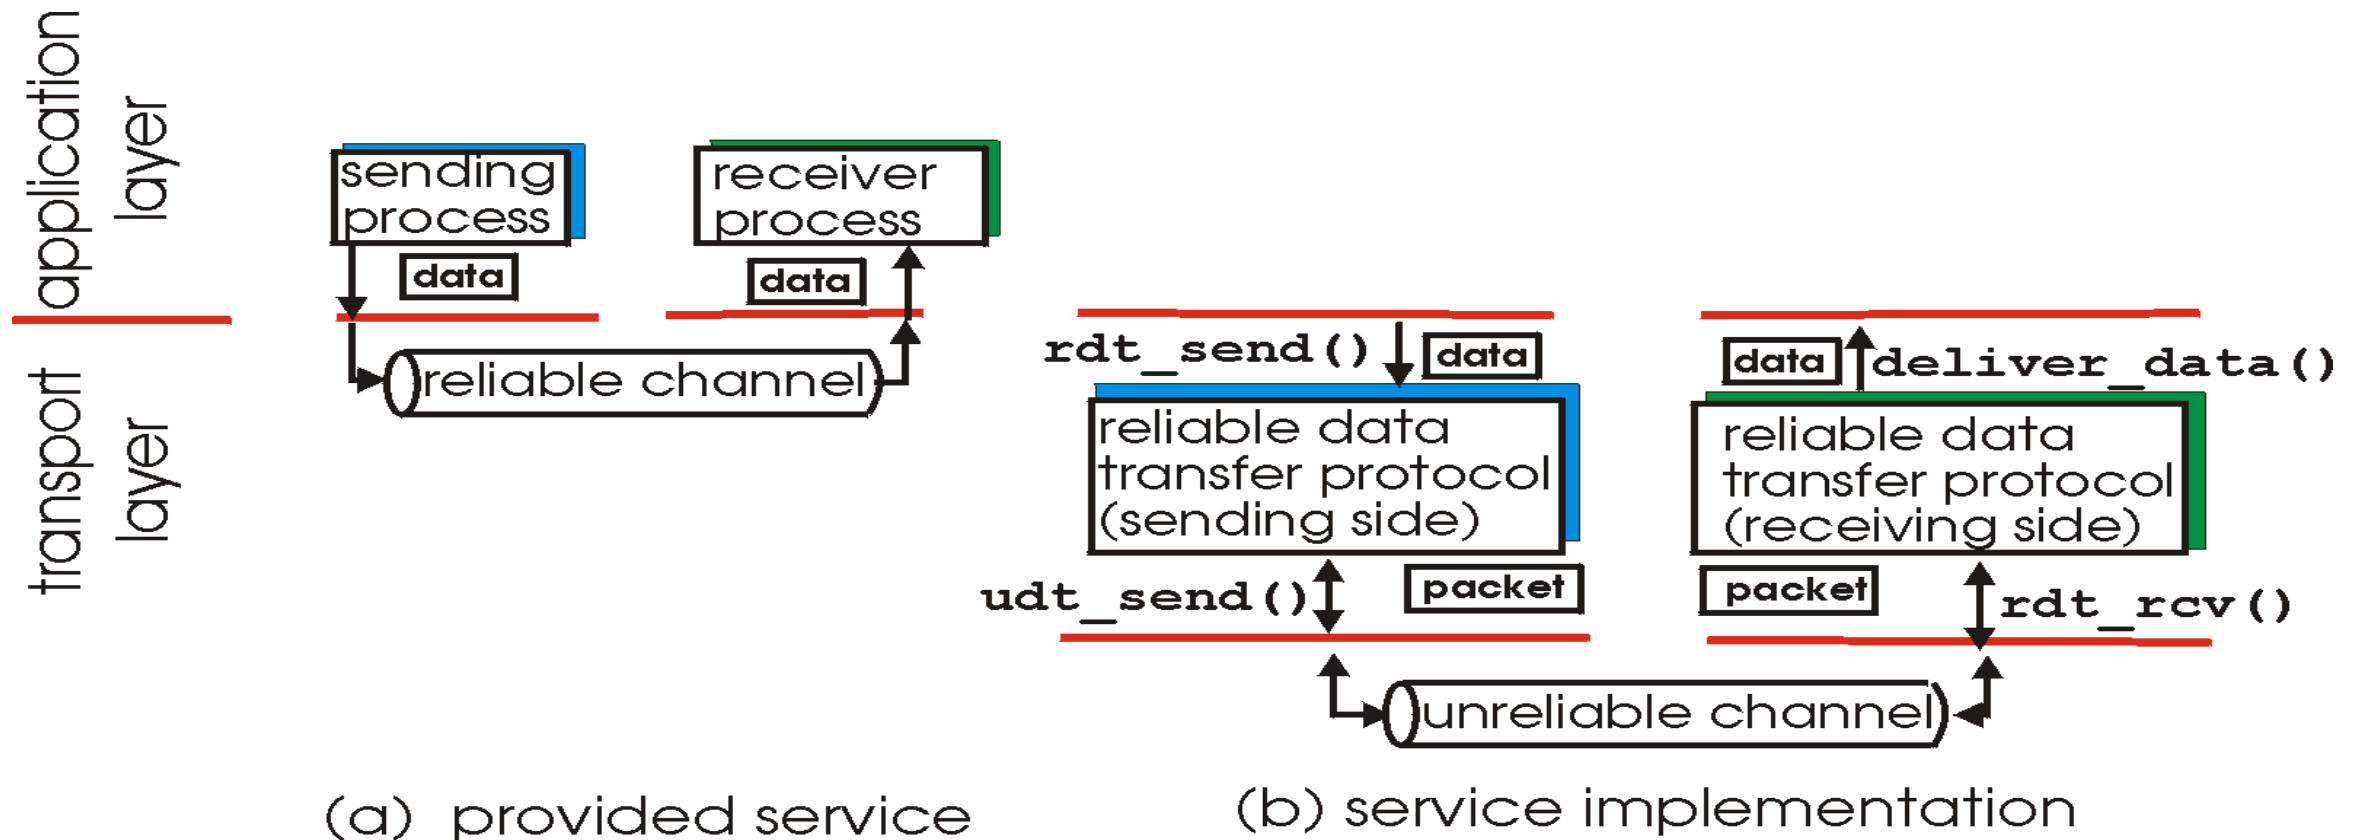 application
layer
transport
layer
sending
process
receiver
process
data
data
reliable channel
(a) provided service
rdt_send()
data
data
deliver_data()
reliable data
transfer protocol
(sending side)
reliable data
transfer protocol
(receiving side)
udt_send()
packet
packet
rdt_rcv()
unreliable channel
(b) service implementation